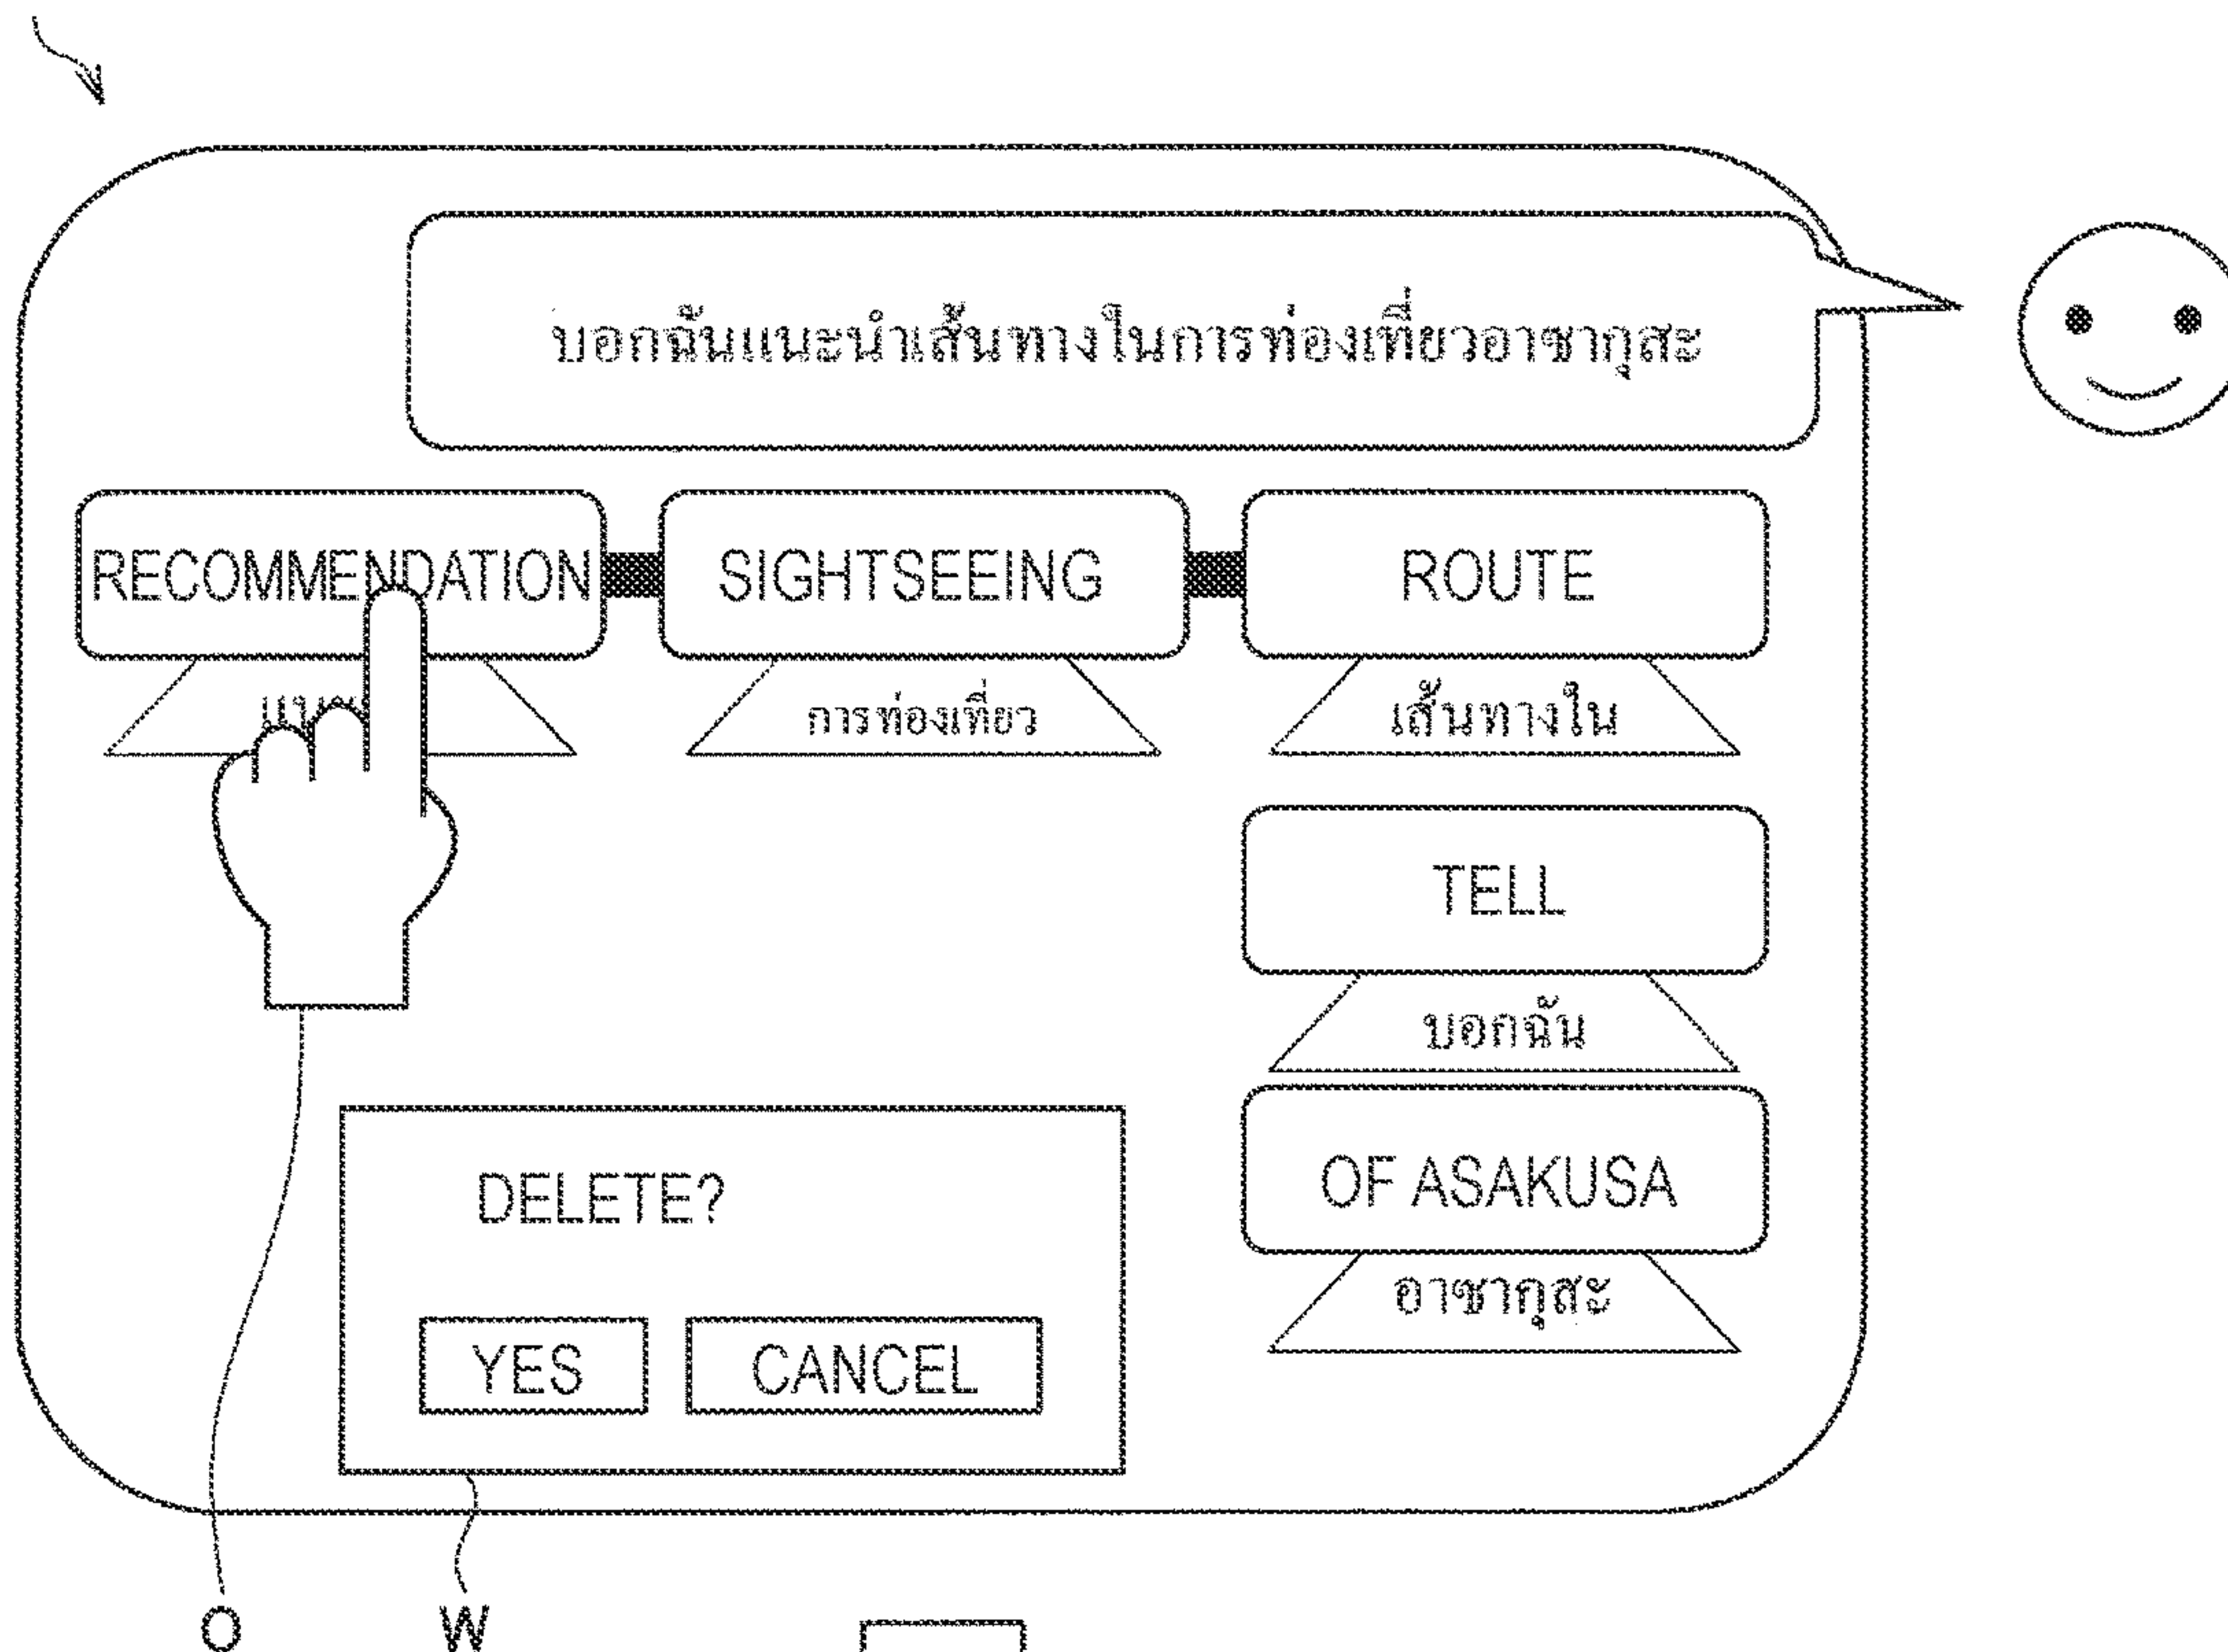 บอกฉันแนะนำเส้นทางในการท่องเที่ยวอาซากุสะ
RECOMMENDATION SIGHTSEEING ROUTE
การท่องเที่ยว เส้นทางใน
TELL
บอกฉัน
OF ASAKUSA
อาซากุสะ
DELETE?
YES CANCEL
O W